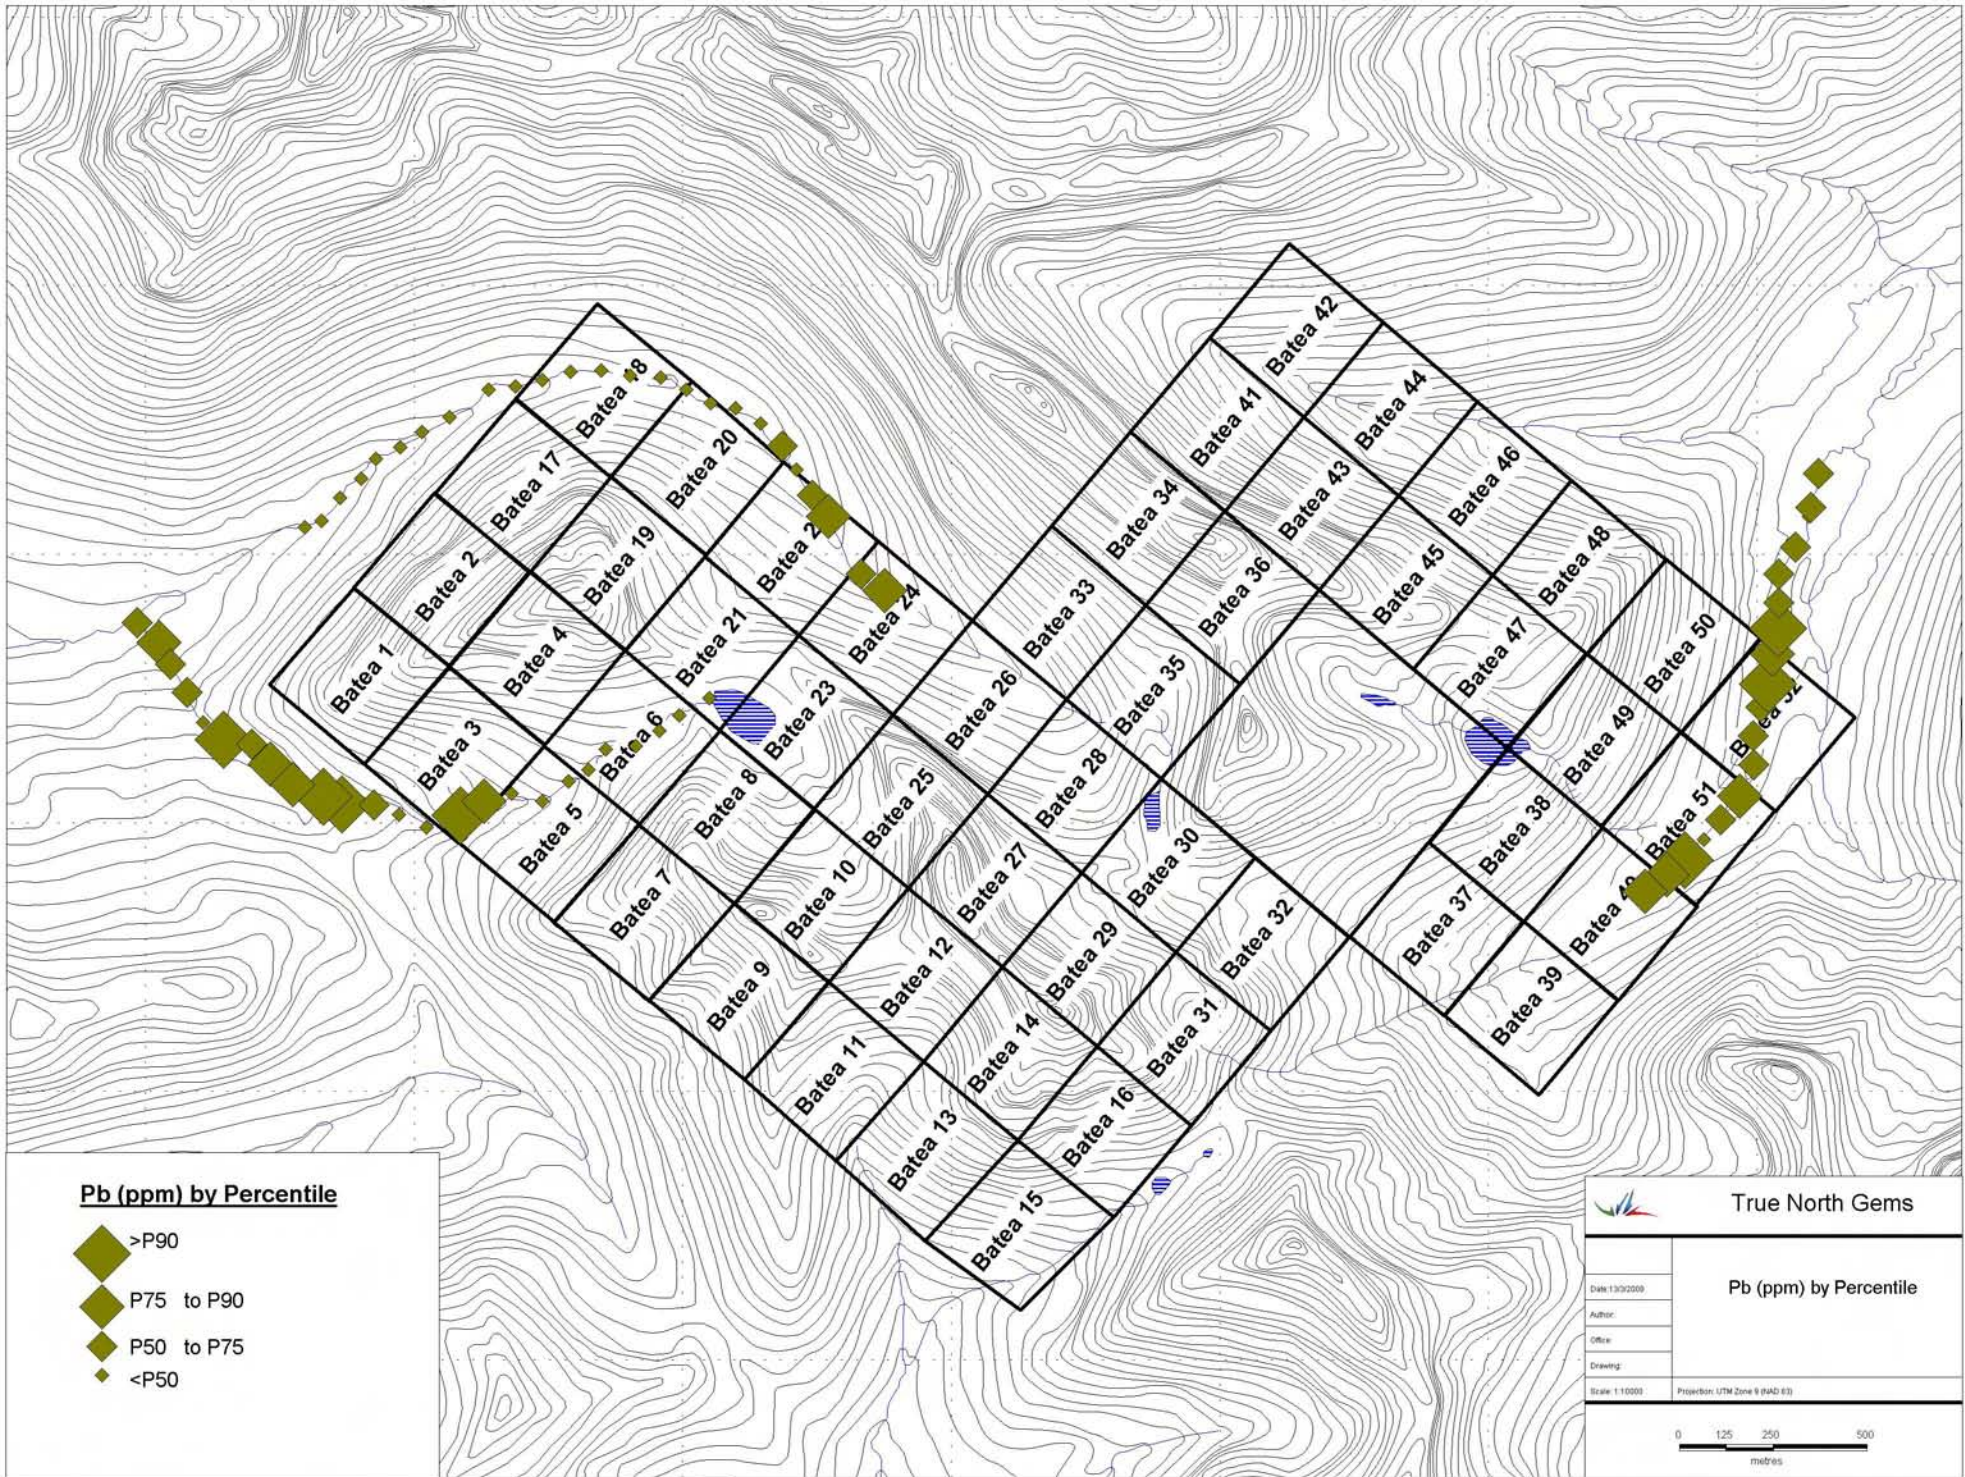 Batea 42
Batea 44
Batea 41
Batea 18
Batea 46
Batea 20
Batea 43
Batea 34
Batea 17
Batea 48
Batea 2
Batea 19
Batea 45
Batea 36
Batea 2
Batea 50
Batea 33
Batea 24
Batea 47
Batea 1
Batea 4
Batea 21
Batea 26
Batea 35
Batea 49
Batea 3
Batea 6
Batea 23
Batea 28
Batea 51
Batea 5
Batea 8
Batea 25
Batea 30
Batea 38
Batea 7
Batea 10
Batea 27
Batea 32
Batea 37
Batea
Batea 9
Batea 12
Batea 29
Batea 39
Batea 11
Batea 14
Batea 31
Batea 13
Batea 16
Batea 15
Pb (ppm) by Percentile
>P90
P75 to P90
P50 to P75
<P50
True North Gems
Pb (ppm) by Percentile
Date: 13/3/2009
Author:
Office:
Drawing:
Scale: 1:10000
Projection: UTM Zone 9 (NAD 83)
0 125 250 500
metres